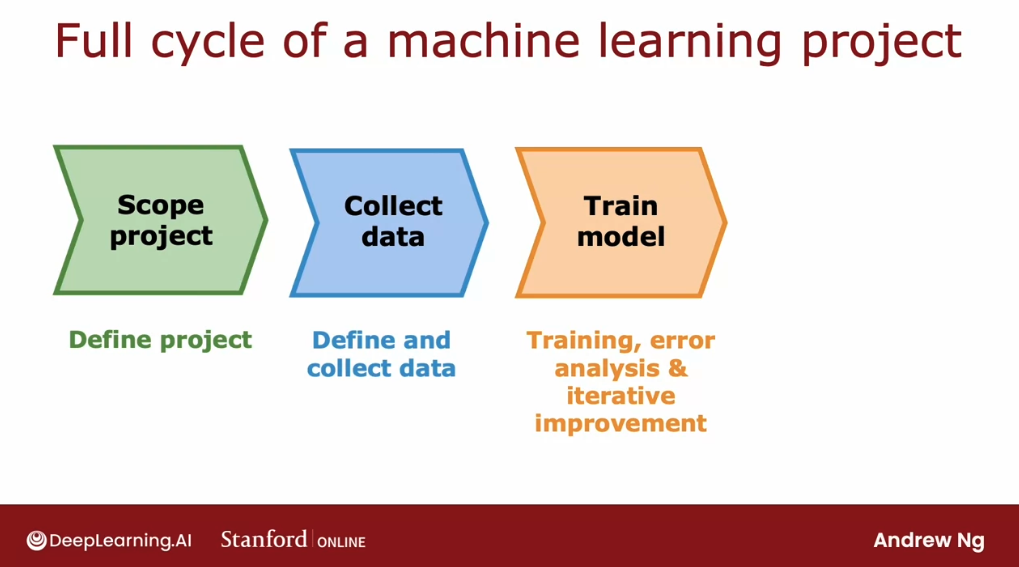 Full cycle of a machine learning project
Scope
project
Collect
data
Train
model
Define project
Define and
collect data
Training, error
analysis &
iterative
improvement
DeepLearning.AI
Stanford ONLINE
Andrew Ng